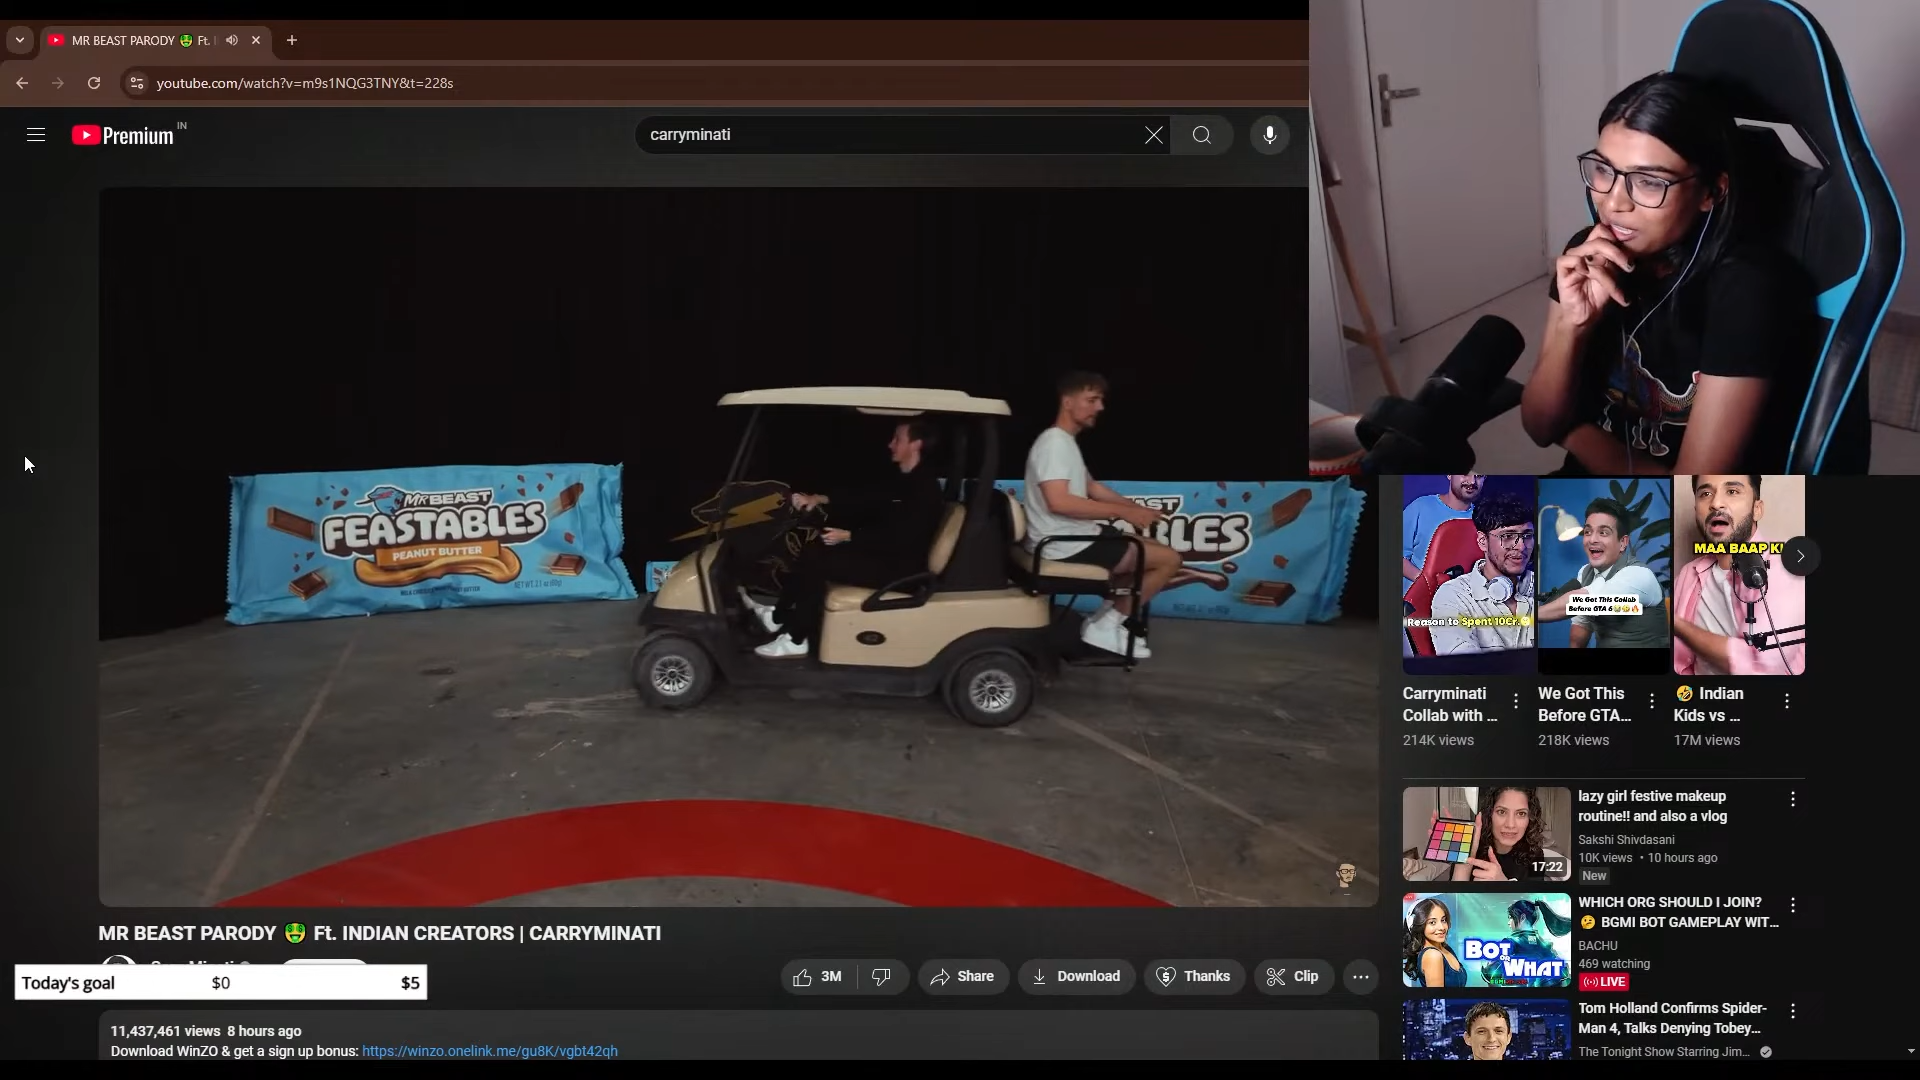 MR BEAST PARODY 🤑 Ft.
youtube.com/watch?v=m9s1NQG3TNY&t=228s
Premium IN
carryminati
MRBEAST
FEASTABLES
PEANUT BUTTER
MR BEAST PARODY 🤑 Ft. INDIAN CREATORS | CARRYMINATI
Today's goal $0 $5
3M
Share
Download
Thanks
Clip
11,437,461 views 8 hours ago
Download WinZO & get a sign up bonus: https://winzo.onelink.me/gu8K/vgbt42qh
Reason to Spent 10Cr.
We Got This Collab
Before GTA 6
MAA BAAP KI
Carryminati
Collab with ...
214K views
We Got This
Before GTA...
218K views
🤣 Indian
Kids vs ...
17M views
17:22
lazy girl festive makeup
routine!! and also a vlog
Sakshi Shivdasani
10K views • 10 hours ago
New
BOT
or
WHAT
WHICH ORG SHOULD I JOIN?
🤔 BGMI BOT GAMEPLAY WIT...
BACHU
469 watching
LIVE
Tom Holland Confirms Spider-
Man 4, Talks Denying Tobey...
The Tonight Show Starring Jim...